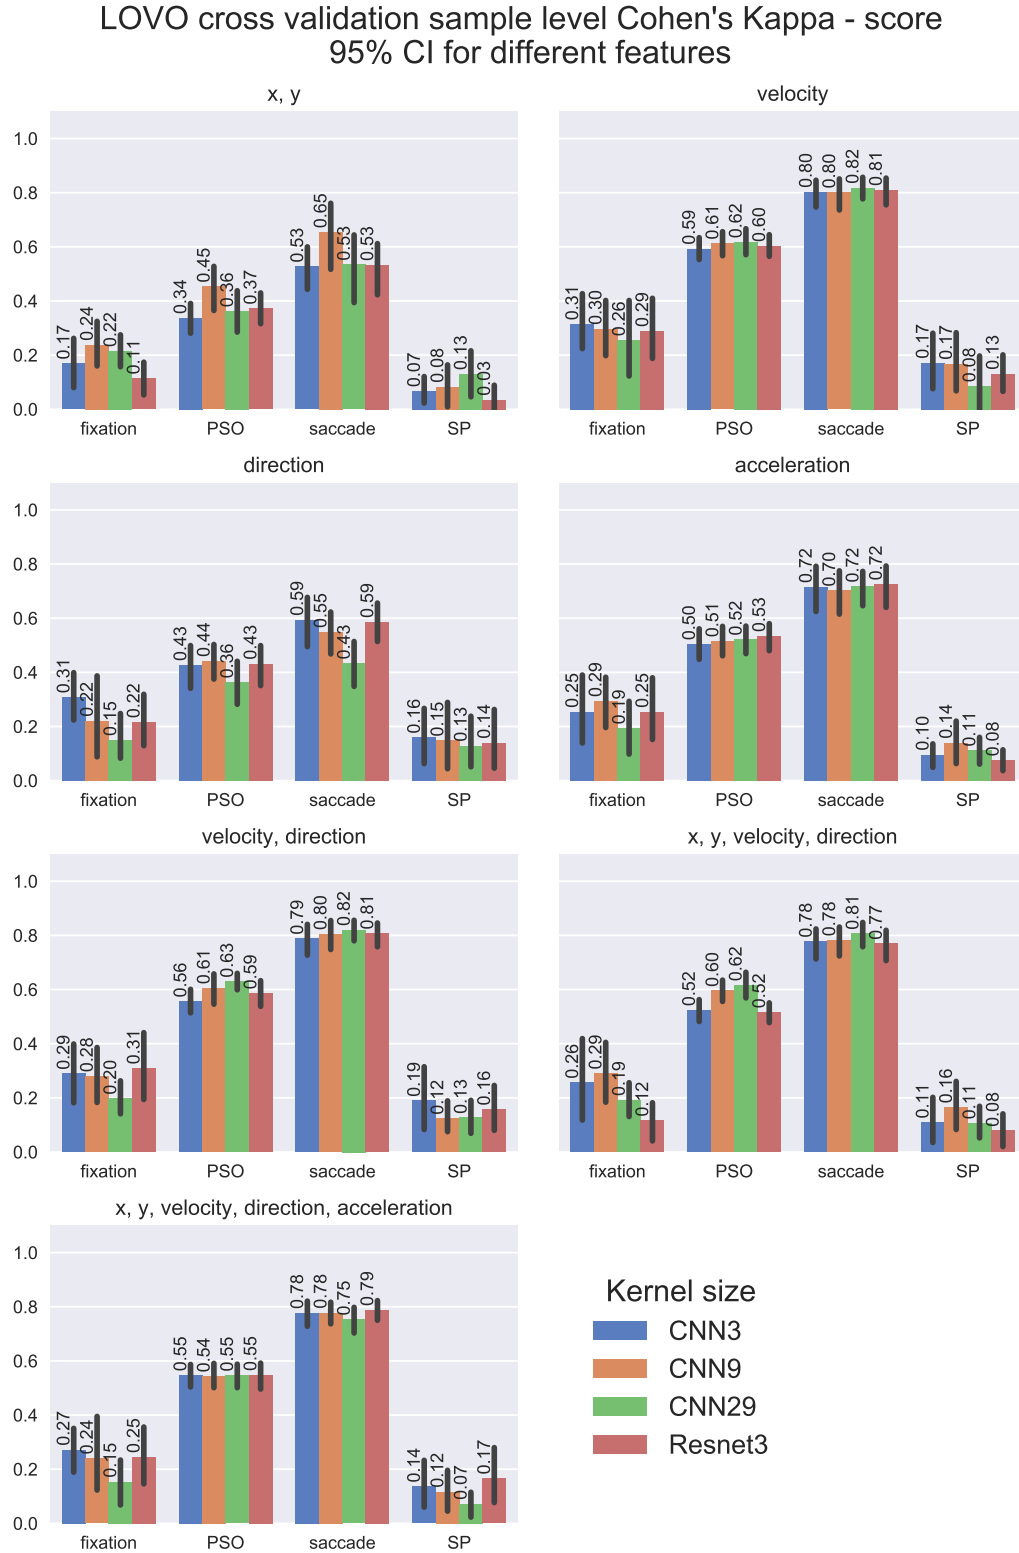 LOVO cross validation sample level Cohen's Kappa - score
95% CI for different features
x, y
1.0
0.8
0.6
0.4
0.2
0.0
0.17 0.24 0.22 0.11
0.34 0.45 0.36 0.37
0.53 0.65 0.53 0.53
0.07 0.08 0.13 0.03
fixation PSO saccade SP
velocity
0.31 0.30 0.26 0.29
0.59 0.61 0.62 0.60
0.80 0.80 0.82 0.81
0.17 0.17 0.08 0.13
fixation PSO saccade SP
direction
1.0
0.8
0.6
0.4
0.2
0.0
0.31 0.22 0.15 0.22
0.43 0.44 0.36 0.43
0.59 0.55 0.43 0.59
0.16 0.15 0.13 0.14
fixation PSO saccade SP
acceleration
0.25 0.29 0.19 0.25
0.50 0.51 0.52 0.53
0.72 0.70 0.72 0.72
0.10 0.14 0.11 0.08
fixation PSO saccade SP
velocity, direction
1.0
0.8
0.6
0.4
0.2
0.0
0.29 0.28 0.20 0.31
0.56 0.61 0.63 0.59
0.79 0.80 0.82 0.81
0.19 0.12 0.13 0.16
fixation PSO saccade SP
x, y, velocity, direction
0.26 0.29 0.19 0.12
0.52 0.60 0.62 0.52
0.78 0.78 0.81 0.77
0.11 0.16 0.11 0.08
fixation PSO saccade SP
x, y, velocity, direction, acceleration
1.0
0.8
0.6
0.4
0.2
0.0
0.27 0.24 0.15 0.25
0.55 0.54 0.55 0.55
0.78 0.78 0.75 0.79
0.14 0.12 0.07 0.17
fixation PSO saccade SP
Kernel size
CNN3
CNN9
CNN29
Resnet3